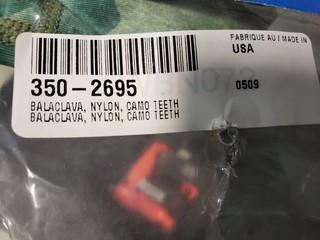 FABRIQUE AU / MADE IN
USA
350-2695
0509
BALACLAVA, NYLON, CAMO TEETH
BALACLAVA, NYLON, CAMO TEETH